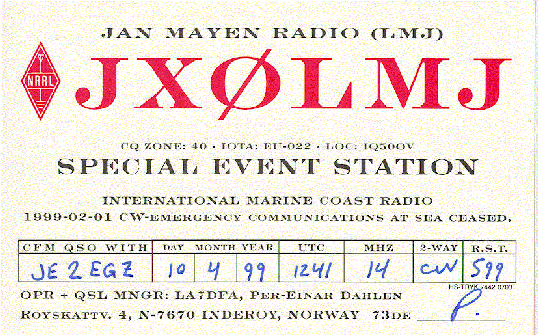 JAN MAYEN RADIO (LMJ)
NRRL
JXØLMJ
CQ ZONE: 40 · IOTA: EU-022 · LOC: IQ50OV
SPECIAL EVENT STATION
INTERNATIONAL MARINE COAST RADIO
1999-02-01 CW-EMERGENCY COMMUNICATIONS AT SEA CEASED.
CFM QSO WITH DAY MONTH YEAR UTC MHZ 2-WAY R.S.T.
JE2EGZ 10 4 99 1241 14 CW 599
OPR + QSL MNGR: LA7DFA, PER-EINAR DAHLEN
ROYSKATTV. 4, N-7670 INDEROY, NORWAY 73DE P.